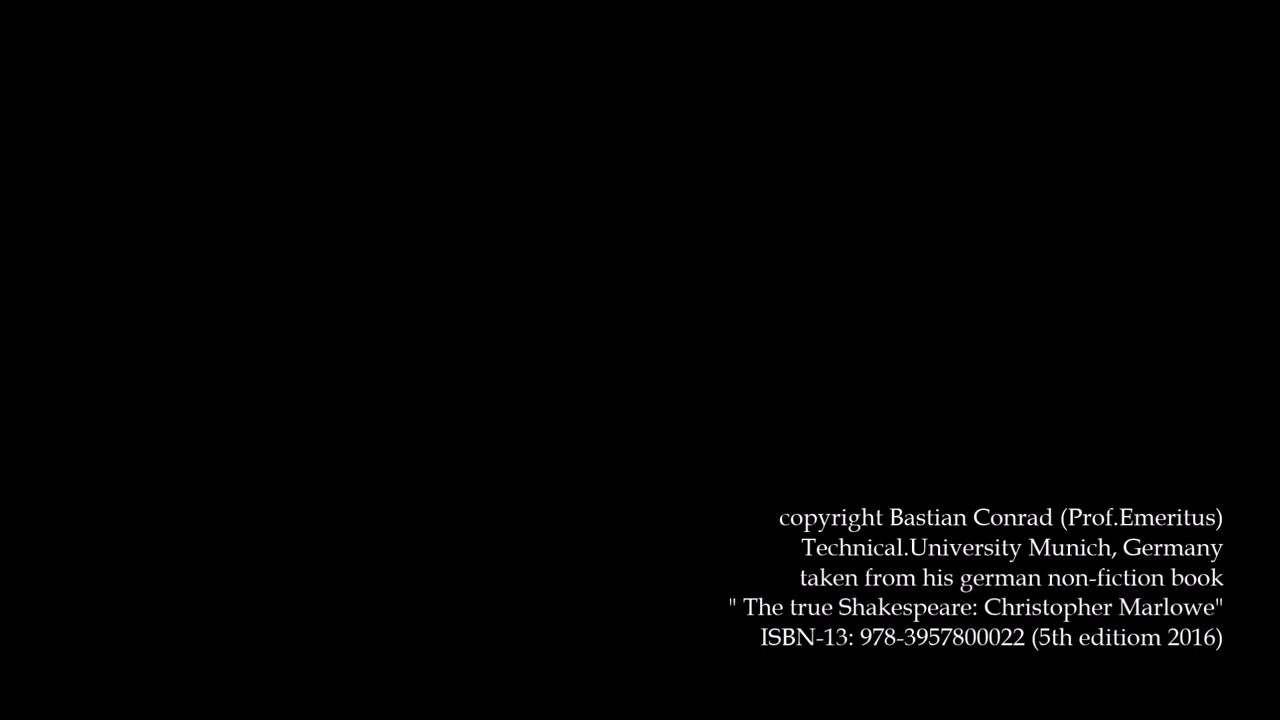 copyright Bastian Conrad (Prof.Emeritus)
Technical.University Munich, Germany
taken from his german non-fiction book
" The true Shakespeare: Christopher Marlowe"
ISBN-13: 978-3957800022 (5th editiom 2016)